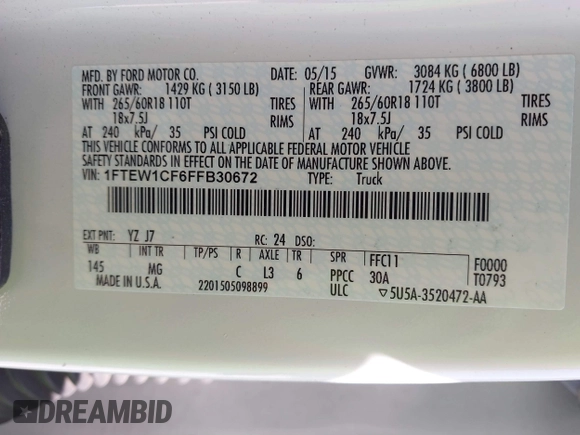 MFD. BY FORD MOTOR CO. DATE: 05/15 GVWR: 3084 KG ( 6800 LB)
FRONT GAWR: 1429 KG ( 3150 LB) REAR GAWR: 1724 KG ( 3800 LB)
WITH 265/60R18 110T TIRES WITH 265/60R18 110T TIRES
18x7.5J RIMS 18x7.5J RIMS
AT 240 kPa/ 35 PSI COLD AT 240 kPa/ 35 PSI COLD
THIS VEHICLE CONFORMS TO ALL APPLICABLE FEDERAL MOTOR VEHICLE
SAFETY STANDARDS IN EFFECT ON THE DATE OF MANUFACTURE SHOWN ABOVE.
VIN: 1FTEW1CF6FFB30672 TYPE: Truck
EXT PNT: YZ J7 RC: 24 DSO:
WB INT TR TP/PS R AXLE TR SPR FFC11 F0000
145 MG C L3 6 PPCC 30A T0793
MADE IN U.S.A. 2201505098899 ULC ▽5U5A-3520472-AA
DREAMBID